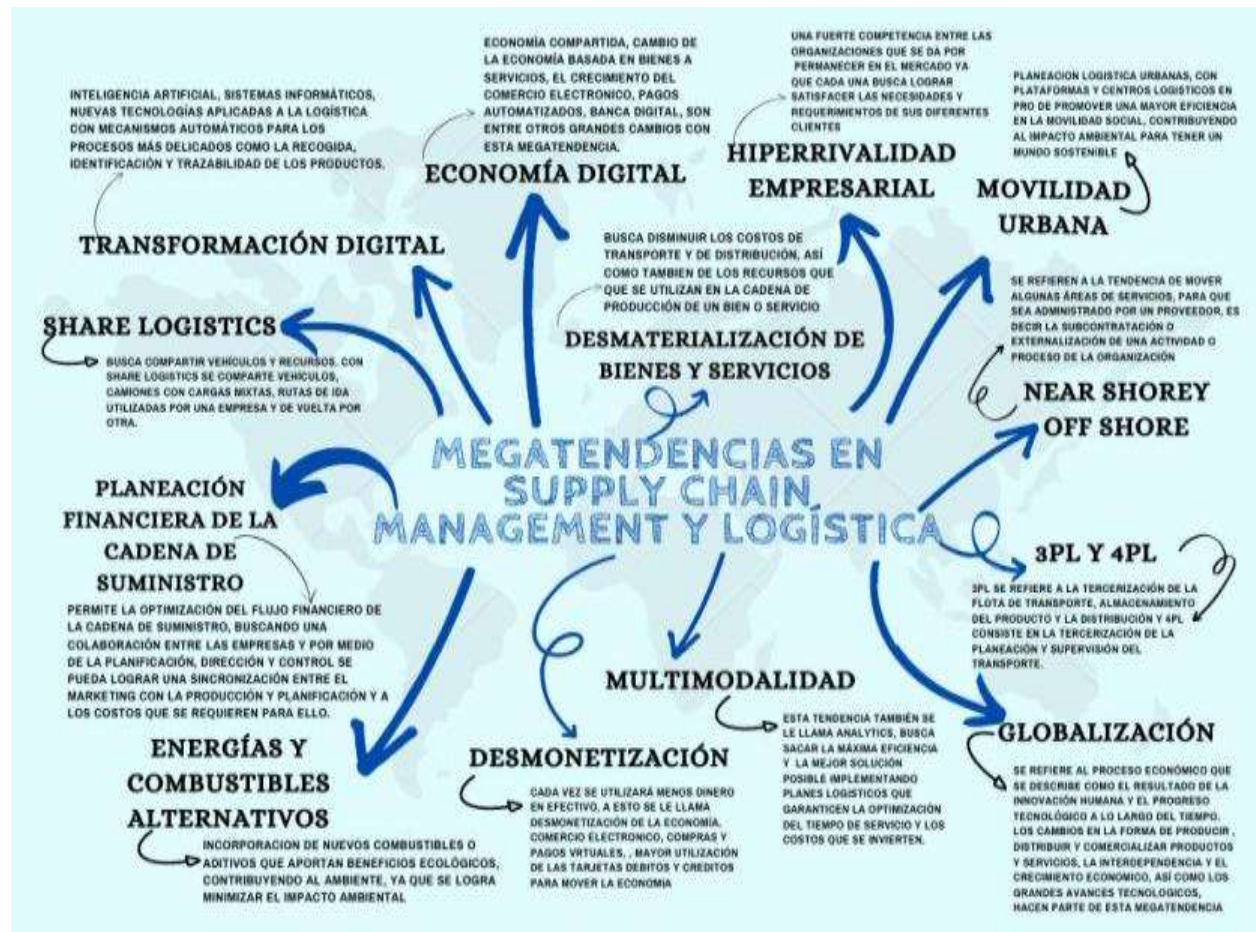 INTELIGENCIA ARTIFICIAL, SISTEMAS INFORMÁTICOS,
NUEVAS TECNOLOGÍAS APLICADAS A LA LOGÍSTICA
CON MECANISMOS AUTOMÁTICOS PARA LOS
PROCESOS MÁS DELICADOS COMO LA RECOGIDA,
IDENTIFICACIÓN Y TRAZABILIDAD DE LOS PRODUCTOS.
TRANSFORMACIÓN DIGITAL
ECONOMÍA COMPARTIDA, CAMBIO DE
LA ECONOMÍA BASADA EN BIENES A
SERVICIOS, EL CRECIMIENTO DEL
COMERCIO ELECTRONICO, PAGOS
AUTOMATIZADOS, BANCA DIGITAL, SON
ENTRE OTROS GRANDES CAMBIOS CON
ESTA MEGATENDENCIA.
ECONOMÍA DIGITAL
UNA FUERTE COMPETENCIA ENTRE LAS
ORGANIZACIONES QUE SE DA POR
PERMANECER EN EL MERCADO YA
QUE CADA UNA BUSCA LOGRAR
SATISFACER LAS NECESIDADES Y
REQUERIMIENTOS DE SUS DIFERENTES
CLIENTES
HIPERRIVALIDAD
EMPRESARIAL
PLANEACION LOGISTICA URBANAS, CON
PLATAFORMAS Y CENTROS LOGISTICOS EN
PRO DE PROMOVER UNA MAYOR EFICIENCIA
EN LA MOVILIDAD SOCIAL, CONTRIBUYENDO
AL IMPACTO AMBIENTAL PARA TENER UN
MUNDO SOSTENIBLE
MOVILIDAD
URBANA
BUSCA DISMINUIR LOS COSTOS DE
TRANSPORTE Y DE DISTRIBUCIÓN, ASÍ
COMO TAMBIEN DE LOS RECURSOS QUE
QUE SE UTILIZAN EN LA CADENA DE
PRODUCCIÓN DE UN BIEN O SERVICIO
DESMATERIALIZACIÓN DE
BIENES Y SERVICIOS
SHARE LOGISTICS
BUSCA COMPARTIR VEHÍCULOS Y RECURSOS. CON
SHARE LOGISTICS SE COMPARTE VEHÍCULOS,
CAMIONES CON CARGAS MIXTAS, RUTAS DE IDA
UTILIZADAS POR UNA EMPRESA Y DE VUELTA POR
OTRA.
SE REFIEREN A LA TENDENCIA DE MOVER
ALGUNAS ÁREAS DE SERVICIOS, PARA QUE
SEA ADMINISTRADO POR UN PROVEEDOR, ES
DECIR LA SUBCONTRATACIÓN O
EXTERNALIZACIÓN DE UNA ACTIVIDAD O
PROCESO DE LA ORGANIZACIÓN
NEAR SHOREY
OFF SHORE
MEGATENDENCIAS EN
SUPPLY CHAIN
MANAGEMENT Y LOGÍSTICA
PLANEACIÓN
FINANCIERA DE LA
CADENA DE
SUMINISTRO
PERMITE LA OPTIMIZACIÓN DEL FLUJO FINANCIERO DE
LA CADENA DE SUMINISTRO, BUSCANDO UNA
COLABORACIÓN ENTRE LAS EMPRESAS Y POR MEDIO
DE LA PLANIFICACIÓN, DIRECCIÓN Y CONTROL SE
PUEDA LOGRAR UNA SINCRONIZACIÓN ENTRE EL
MARKETING CON LA PRODUCCIÓN Y PLANIFICACIÓN Y A
LOS COSTOS QUE SE REQUIEREN PARA ELLO.
3PL Y 4PL
3PL SE REFIERE A LA TERCERIZACIÓN DE LA
FLOTA DE TRANSPORTE, ALMACENAMIENTO
DEL PRODUCTO Y LA DISTRIBUCIÓN Y 4PL
CONSISTE EN LA TERCERIZACIÓN DE LA
PLANEACIÓN Y SUPERVISIÓN DEL
TRANSPORTE.
ENERGÍAS Y
COMBUSTIBLES
ALTERNATIVOS
INCORPORACION DE NUEVOS COMBUSTIBLES O
ADITIVOS QUE APORTAN BENEFICIOS ECOLÓGICOS,
CONTRIBUYENDO AL AMBIENTE, YA QUE SE LOGRA
MINIMIZAR EL IMPACTO AMBIENTAL
DESMONETIZACIÓN
CADA VEZ SE UTILIZARÁ MENOS DINERO
EN EFECTIVO, A ESTO SE LE LLAMA
DESMONETIZACIÓN DE LA ECONOMÍA,
COMERCIO ELECTRONICO, COMPRAS Y
PAGOS VIRTUALES, , MAYOR UTILIZACIÓN
DE LAS TARJETAS DEBITOS Y CREDITOS
PARA MOVER LA ECONOMIA
MULTIMODALIDAD
ESTA TENDENCIA TAMBIÉN SE
LE LLAMA ANALYTICS, BUSCA
SACAR LA MÁXIMA EFICIENCIA
Y LA MEJOR SOLUCIÓN
POSIBLE IMPLEMENTANDO
PLANES LOGISTICOS QUE
GARANTICEN LA OPTIMIZACIÓN
DEL TIEMPO DE SERVICIO Y LOS
COSTOS QUE SE INVIERTEN.
GLOBALIZACIÓN
SE REFIERE AL PROCESO ECONÓMICO QUE
SE DESCRIBE COMO EL RESULTADO DE LA
INNOVACIÓN HUMANA Y EL PROGRESO
TECNOLÓGICO A LO LARGO DEL TIEMPO.
LOS CAMBIOS EN LA FORMA DE PRODUCIR ,
DISTRIBUIR Y COMERCIALIZAR PRODUCTOS
Y SERVICIOS, LA INTERDEPENDENCIA Y EL
CRECIMIENTO ECONOMICO, ASÍ COMO LOS
GRANDES AVANCES TECNOLOGICOS,
HACEN PARTE DE ESTA MEGATENDENCIA